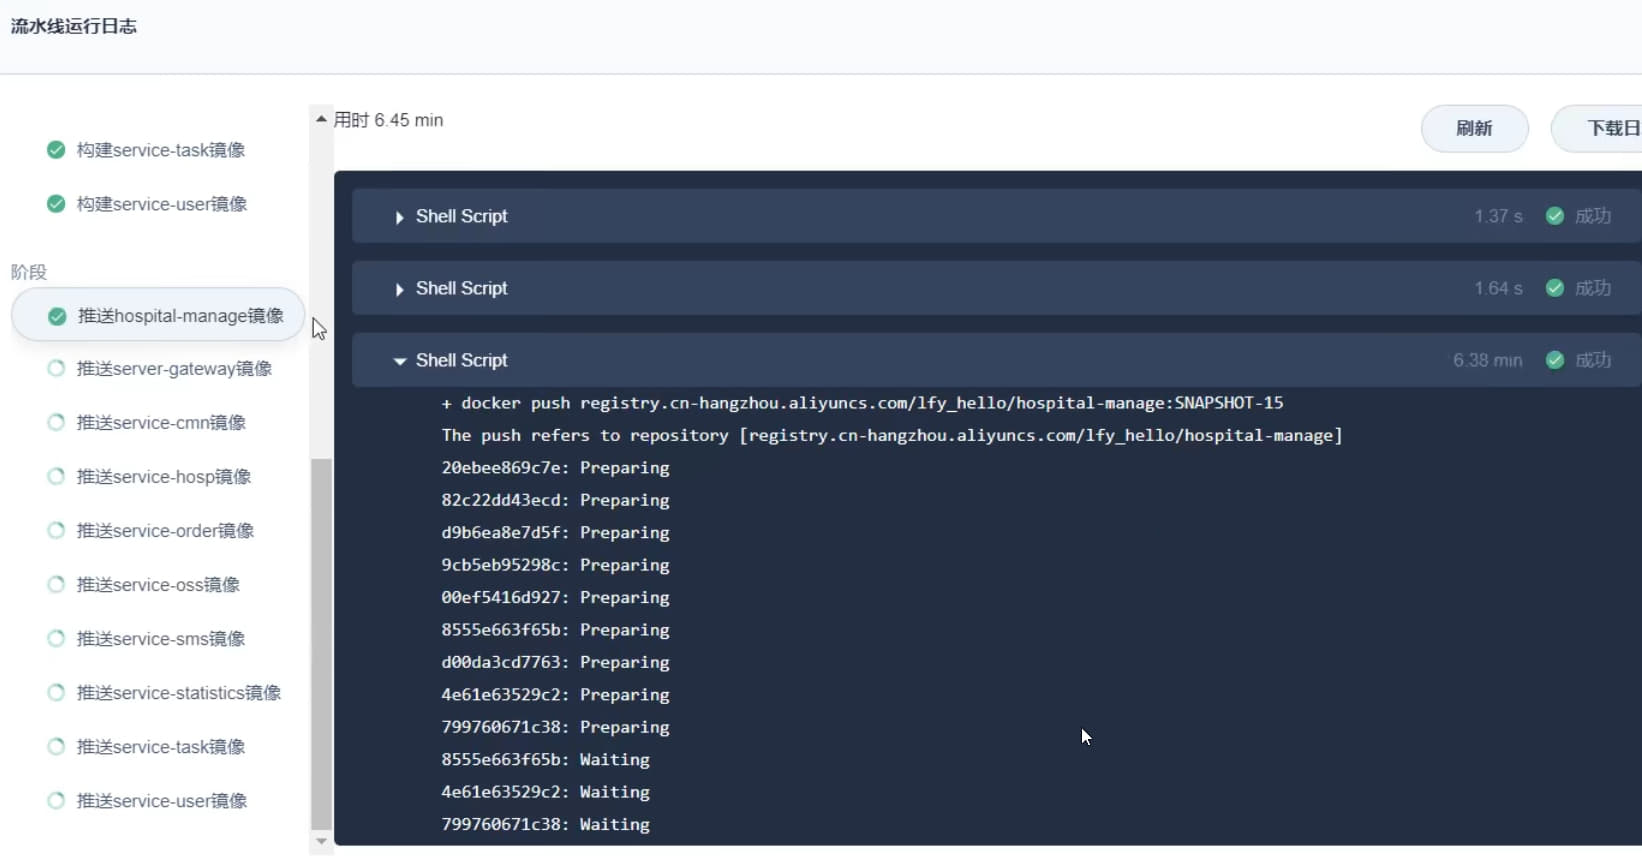 流水线运行日志
构建service-task镜像
构建service-user镜像
阶段
推送hospital-manage镜像
推送server-gateway镜像
推送service-cmn镜像
推送service-hosp镜像
推送service-order镜像
推送service-oss镜像
推送service-sms镜像
推送service-statistics镜像
推送service-task镜像
推送service-user镜像
用时 6.45 min
刷新
下载日
Shell Script 1.37 s 成功
Shell Script 1.64 s 成功
Shell Script 6.38 min 成功
+ docker push registry.cn-hangzhou.aliyuncs.com/lfy_hello/hospital-manage:SNAPSHOT-15
The push refers to repository [registry.cn-hangzhou.aliyuncs.com/lfy_hello/hospital-manage]
20ebee869c7e: Preparing
82c22dd43ecd: Preparing
d9b6ea8e7d5f: Preparing
9cb5eb95298c: Preparing
00ef5416d927: Preparing
8555e663f65b: Preparing
d00da3cd7763: Preparing
4e61e63529c2: Preparing
799760671c38: Preparing
8555e663f65b: Waiting
4e61e63529c2: Waiting
799760671c38: Waiting